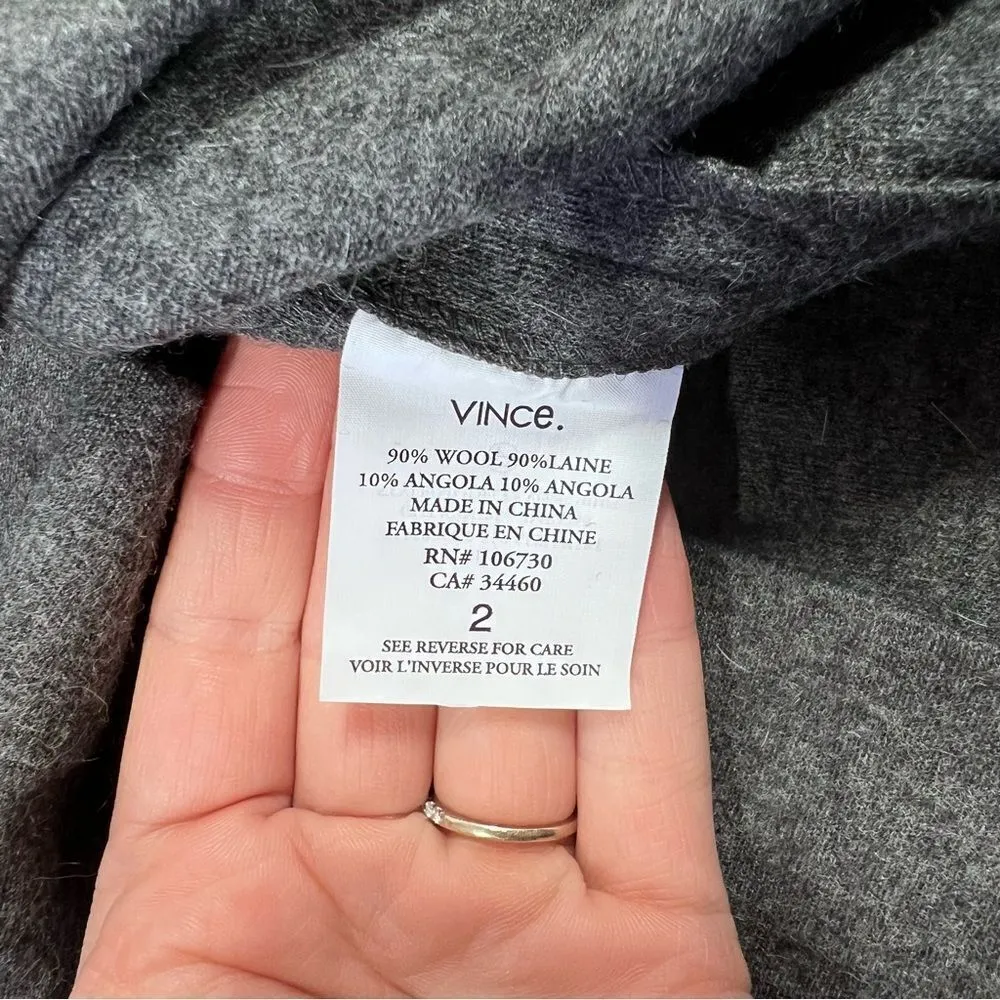 VINCe.
90% WOOL 90%LAINE
10% ANGOLA 10% ANGOLA
MADE IN CHINA
FABRIQUE EN CHINE
RN# 106730
CA# 34460
2
SEE REVERSE FOR CARE
VOIR L'INVERSE POUR LE SOIN